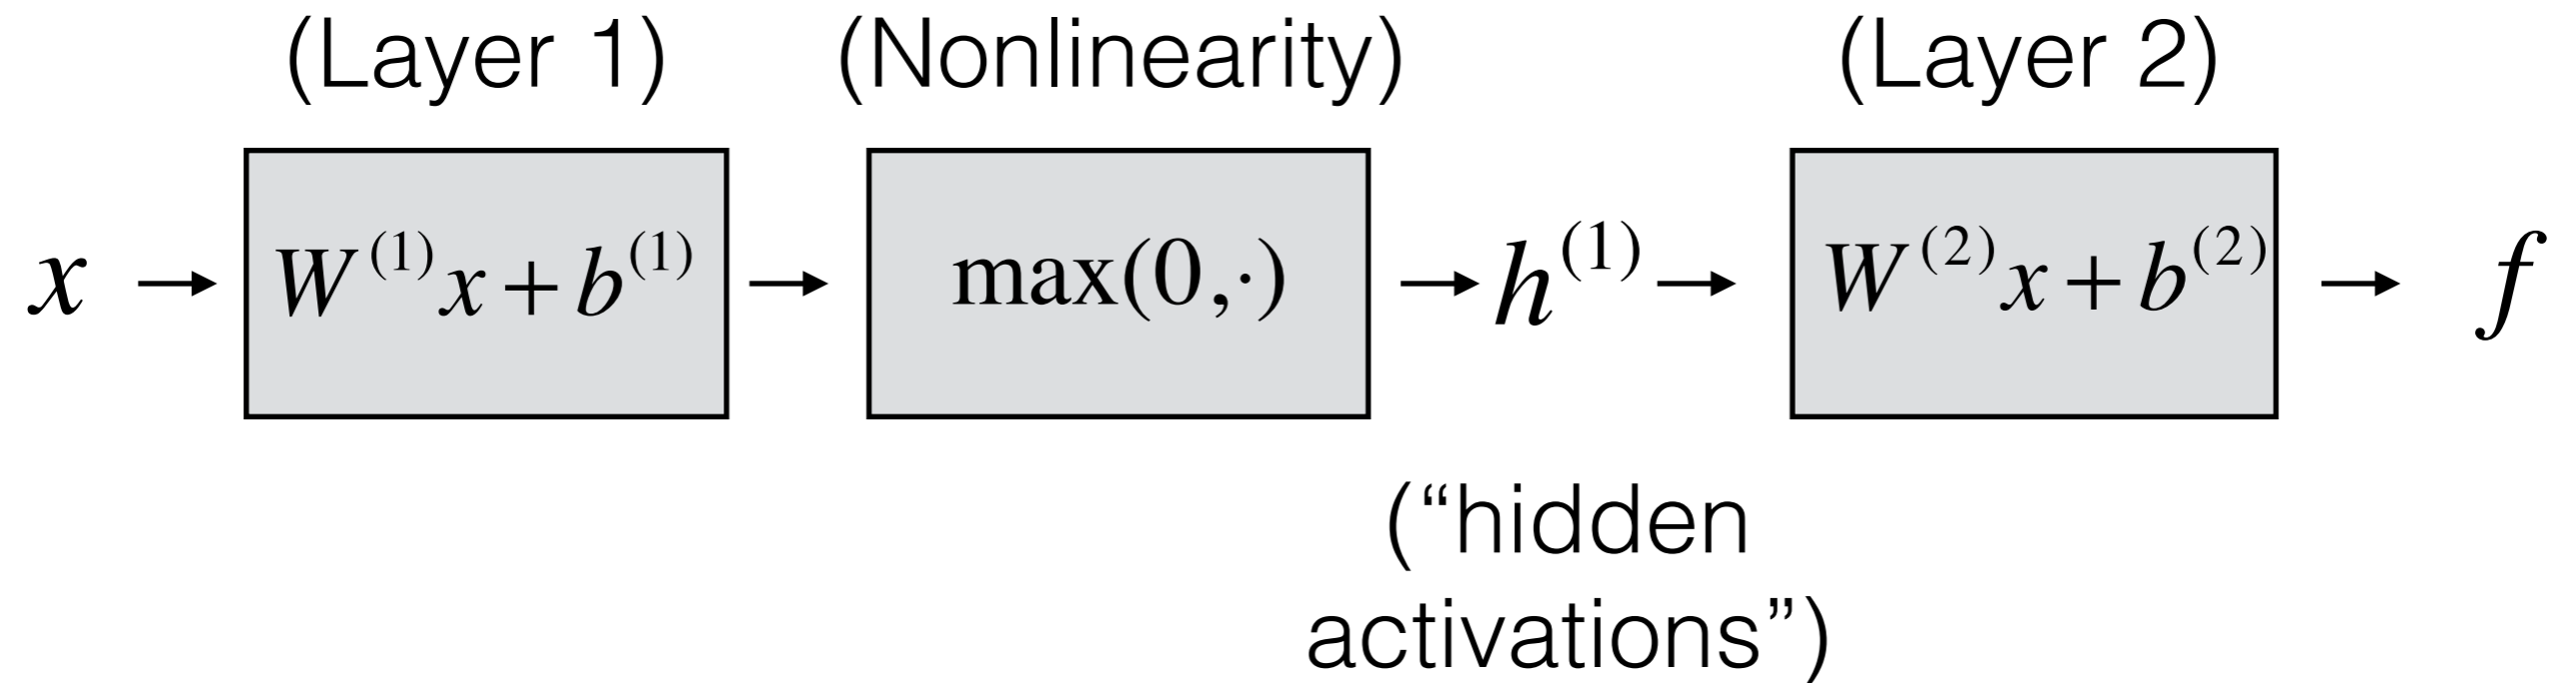 (Layer 1) (Nonlinearity) (Layer 2)
x → W⁽¹⁾x + b⁽¹⁾ → max(0,·) → h⁽¹⁾ → W⁽²⁾x + b⁽²⁾ → f
(“hidden
activations”)